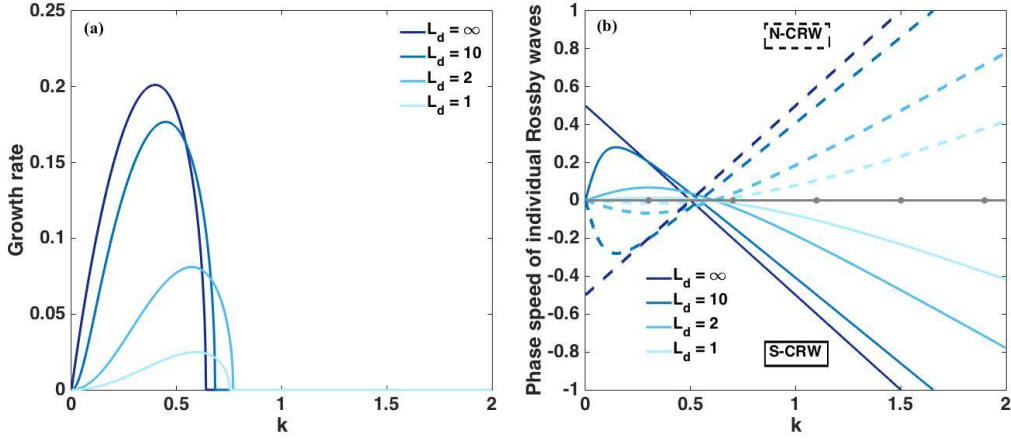 (a)
L_d = ∞
L_d = 10
L_d = 2
L_d = 1
0.25
0.2
0.15
0.1
0.05
0
Growth rate
0 0.5 1 1.5 2
k
(b)
N-CRW
1
0.8
0.6
0.4
0.2
0
-0.2
-0.4
-0.6
-0.8
-1
Phase speed of individual Rossby waves
L_d = ∞
L_d = 10
L_d = 2
L_d = 1
S-CRW
0 0.5 1 1.5 2
k